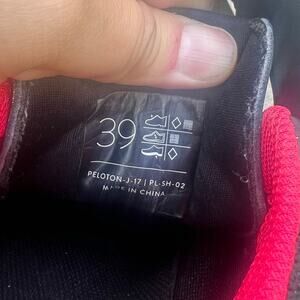 39
PELOTON-J-17 | PL-SH-02
MADE IN CHINA